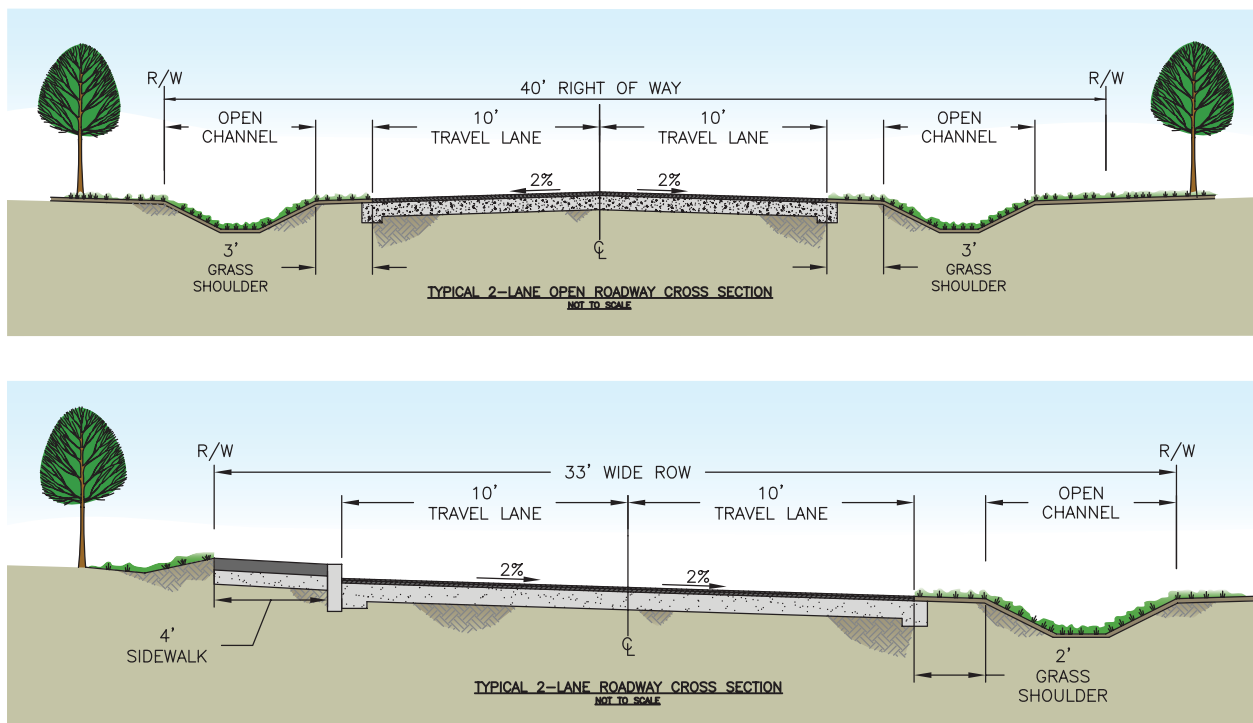 R/W
R/W
40' RIGHT OF WAY
OPEN
CHANNEL
10'
TRAVEL LANE
10'
TRAVEL LANE
OPEN
CHANNEL
2%
2%
3'
GRASS
SHOULDER
℄
3'
GRASS
SHOULDER
TYPICAL 2-LANE OPEN ROADWAY CROSS SECTION
NOT TO SCALE
R/W
R/W
33' WIDE ROW
10'
TRAVEL LANE
10'
TRAVEL LANE
OPEN
CHANNEL
2%
2%
4'
SIDEWALK
℄
2'
GRASS
SHOULDER
TYPICAL 2-LANE ROADWAY CROSS SECTION
NOT TO SCALE